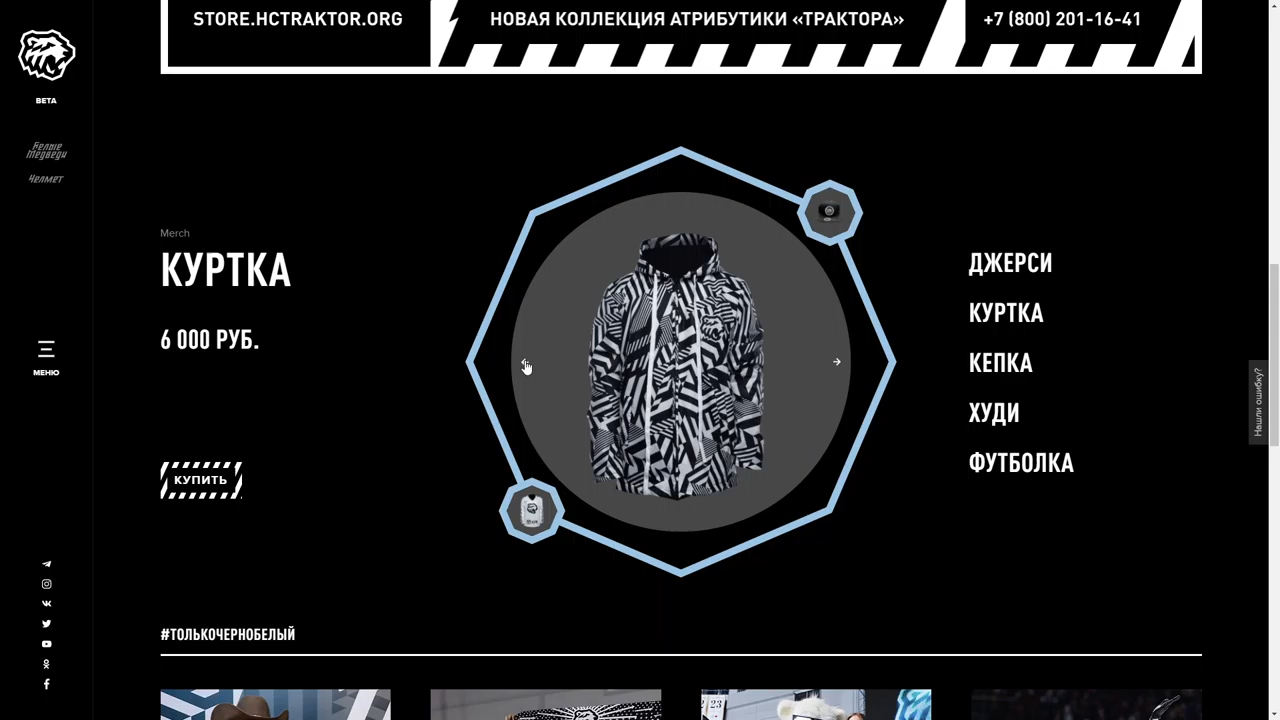 STORE.HCTRAKTOR.ORG
НОВАЯ КОЛЛЕКЦИЯ АТРИБУТИКИ «ТРАКТОРА»
+7 (800) 201-16-41
BETA
Белые
Медведи
Челмет
МЕНЮ
Merch
КУРТКА
6 000 РУБ.
КУПИТЬ
ДЖЕРСИ
КУРТКА
КЕПКА
ХУДИ
ФУТБОЛКА
Нашли ошибку?
#ТОЛЬКОЧЕРНОБЕЛЫЙ